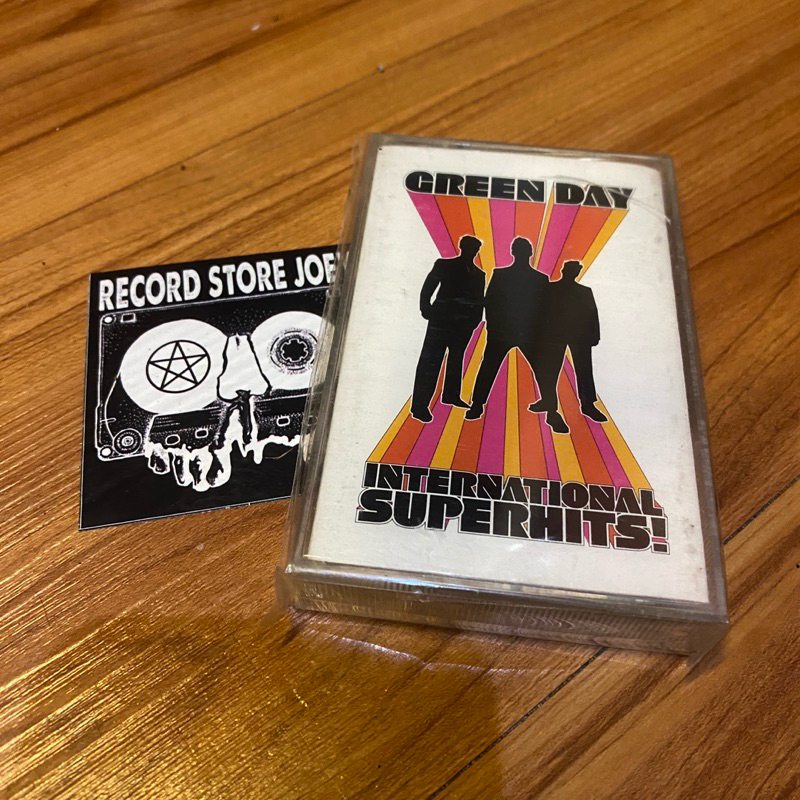 GREEN DAY
RECORD STORE JOE
INTERNATIONAL
SUPERHITS!